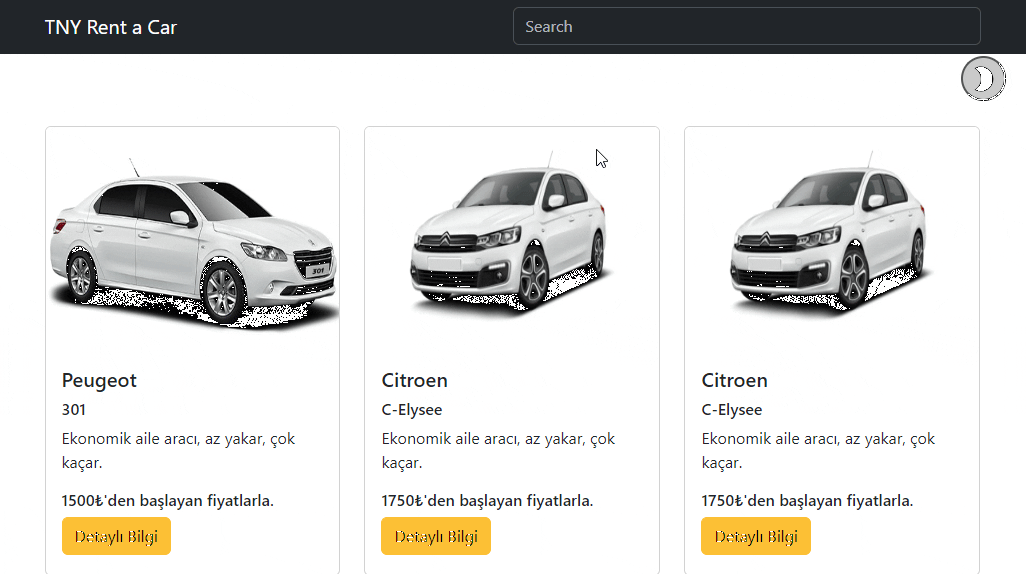 TNY Rent a Car
Search
301
Peugeot
301
Ekonomik aile aracı, az yakar, çok
kaçar.
1500₺'den başlayan fiyatlarla.
Detaylı Bilgi
Citroen
C-Elysee
Ekonomik aile aracı, az yakar, çok
kaçar.
1750₺'den başlayan fiyatlarla.
Detaylı Bilgi
Citroen
C-Elysee
Ekonomik aile aracı, az yakar, çok
kaçar.
1750₺'den başlayan fiyatlarla.
Detaylı Bilgi